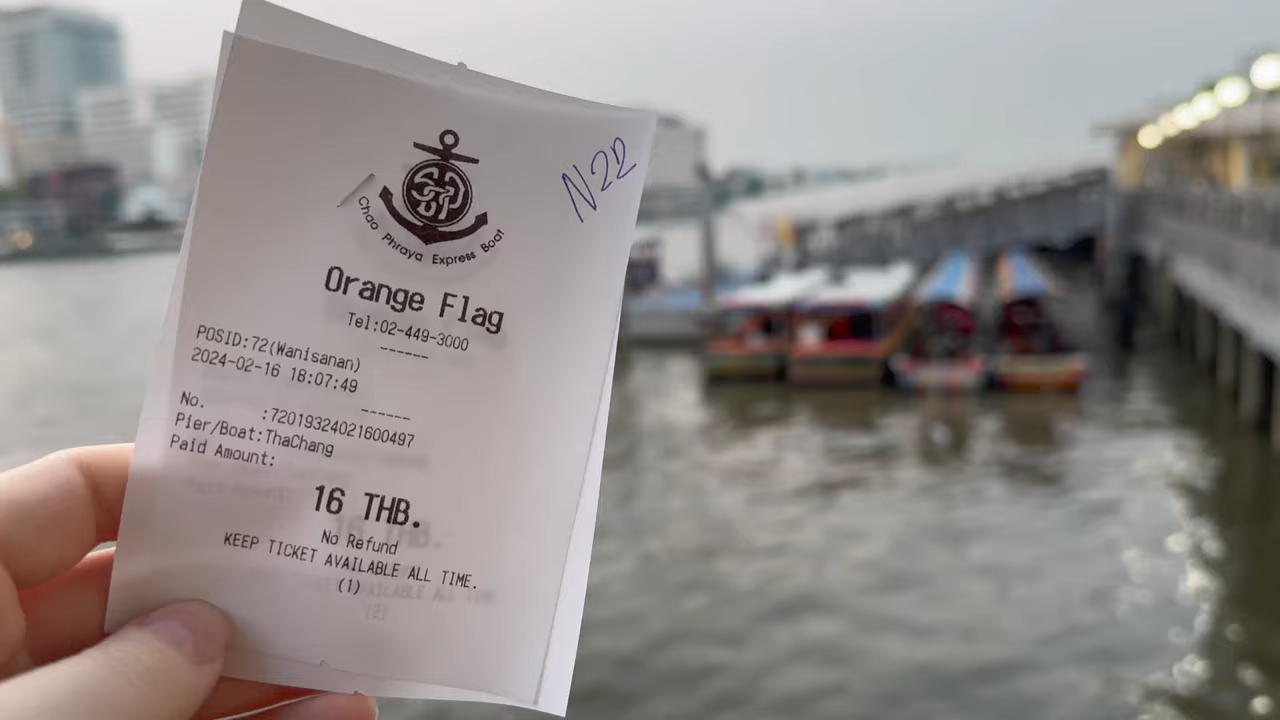 N22
Chao Phraya Express Boat
Orange Flag
Tel:02-449-3000
------
POSID:72(Wanisanan)
2024-02-16 18:07:49
------
No. :72019324021600497
Pier/Boat:ThaChang
Paid Amount:
16 THB.
No Refund
KEEP TICKET AVAILABLE ALL TIME.
(1)
(2)